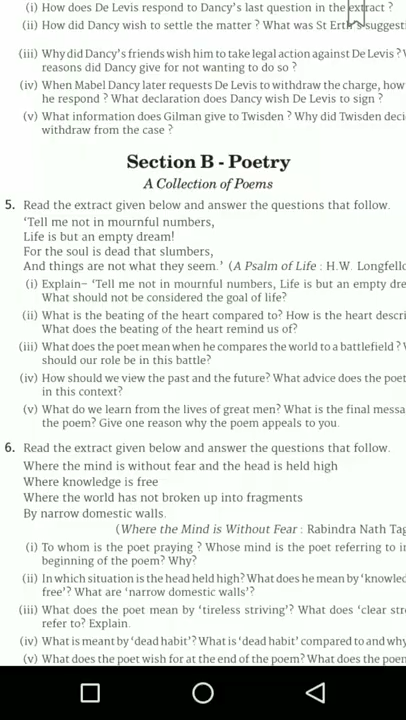 (i) How does De Levis respond to Dancy's last question in the extract ?
(ii) How did Dancy wish to settle the matter ? What was St Erth's suggesti
(iii) Why did Dancy's friends wish him to take legal action against De Levis ?
reasons did Dancy give for not wanting to do so ?
(iv) When Mabel Dancy later requests De Levis to withdraw the charge, how
he respond ? What declaration does Dancy wish De Levis to sign ?
(v) What information does Gilman give to Twisden ? Why did Twisden deci
withdraw from the case ?
Section B - Poetry
A Collection of Poems
5. Read the extract given below and answer the questions that follow.
'Tell me not in mournful numbers,
Life is but an empty dream!
For the soul is dead that slumbers,
And things are not what they seem.' (A Psalm of Life : H.W. Longfello
(i) Explain– 'Tell me not in mournful numbers, Life is but an empty dre
What should not be considered the goal of life?
(ii) What is the beating of the heart compared to? How is the heart descri
What does the beating of the heart remind us of?
(iii) What does the poet mean when he compares the world to a battlefield ?
should our role be in this battle?
(iv) How should we view the past and the future? What advice does the poet
in this context?
(v) What do we learn from the lives of great men? What is the final messa
the poem? Give one reason why the poem appeals to you.
6. Read the extract given below and answer the questions that follow.
Where the mind is without fear and the head is held high
Where knowledge is free
Where the world has not broken up into fragments
By narrow domestic walls.
(Where the Mind is Without Fear : Rabindra Nath Tag
(i) To whom is the poet praying ? Whose mind is the poet referring to in
beginning of the poem? Why?
(ii) In which situation is the head held high? What does he mean by 'knowled
free'? What are 'narrow domestic walls'?
(iii) What does the poet mean by 'tireless striving'? What does 'clear stre
refer to? Explain.
(iv) What is meant by 'dead habit'? What is 'dead habit' compared to and why
(v) What does the poet wish for at the end of the poem? What does the poem